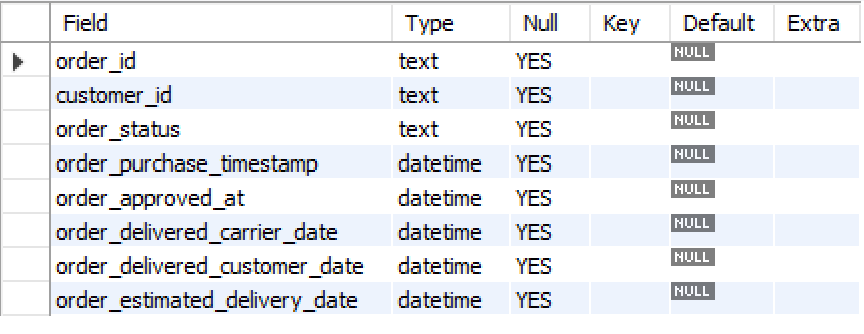 Field Type Null Key Default Extra
order_id text YES NULL
customer_id text YES NULL
order_status text YES NULL
order_purchase_timestamp datetime YES NULL
order_approved_at datetime YES NULL
order_delivered_carrier_date datetime YES NULL
order_delivered_customer_date datetime YES NULL
order_estimated_delivery_date datetime YES NULL